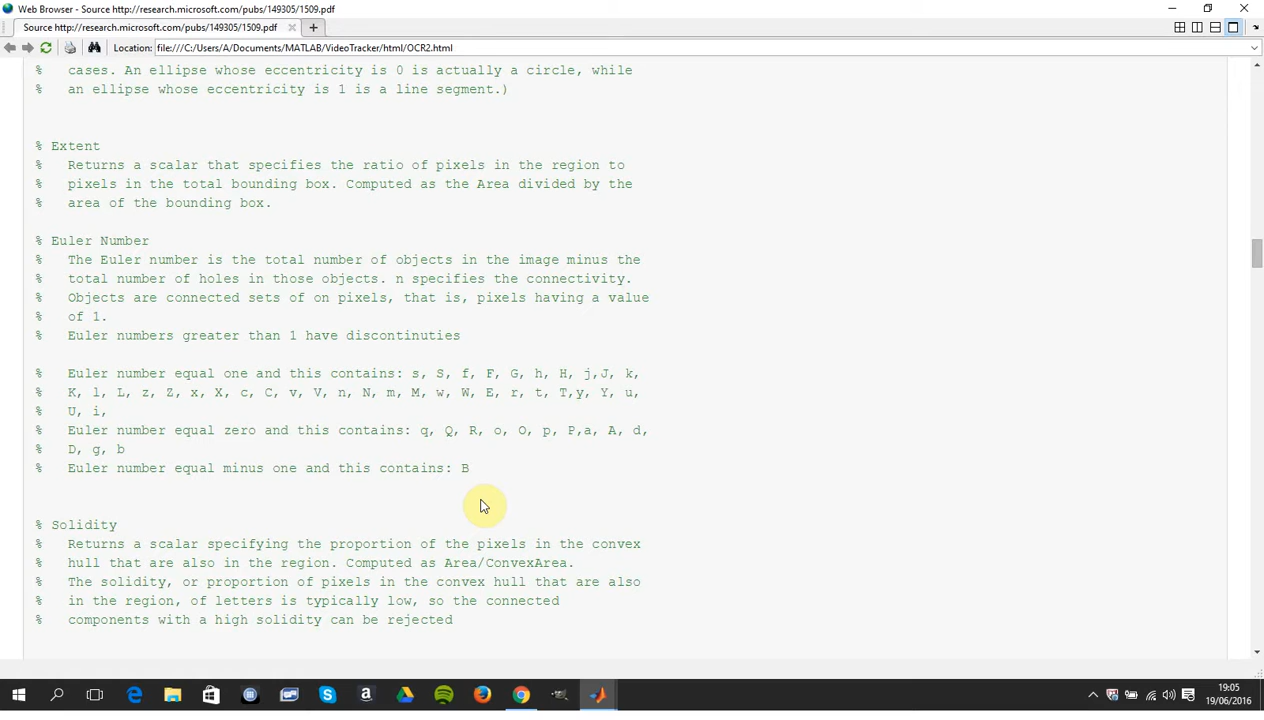 Web Browser - Source http://research.microsoft.com/pubs/149305/1509.pdf
Source http://research.microsoft.com/pubs/149305/1509.pdf
Location: file:///C:/Users/A/Documents/MATLAB/VideoTracker/html/OCR2.html
% cases. An ellipse whose eccentricity is 0 is actually a circle, while
% an ellipse whose eccentricity is 1 is a line segment.)
% Extent
% Returns a scalar that specifies the ratio of pixels in the region to
% pixels in the total bounding box. Computed as the Area divided by the
% area of the bounding box.
% Euler Number
% The Euler number is the total number of objects in the image minus the
% total number of holes in those objects. n specifies the connectivity.
% Objects are connected sets of on pixels, that is, pixels having a value
% of 1.
% Euler numbers greater than 1 have discontinuties
% Euler number equal one and this contains: s, S, f, F, G, h, H, j,J, k,
% K, l, L, z, Z, x, X, c, C, v, V, n, N, m, M, w, W, E, r, t, T,y, Y, u,
% U, i,
% Euler number equal zero and this contains: q, Q, R, o, O, p, P,a, A, d,
% D, g, b
% Euler number equal minus one and this contains: B
% Solidity
% Returns a scalar specifying the proportion of the pixels in the convex
% hull that are also in the region. Computed as Area/ConvexArea.
% The solidity, or proportion of pixels in the convex hull that are also
% in the region, of letters is typically low, so the connected
% components with a high solidity can be rejected
19:05
19/06/2016